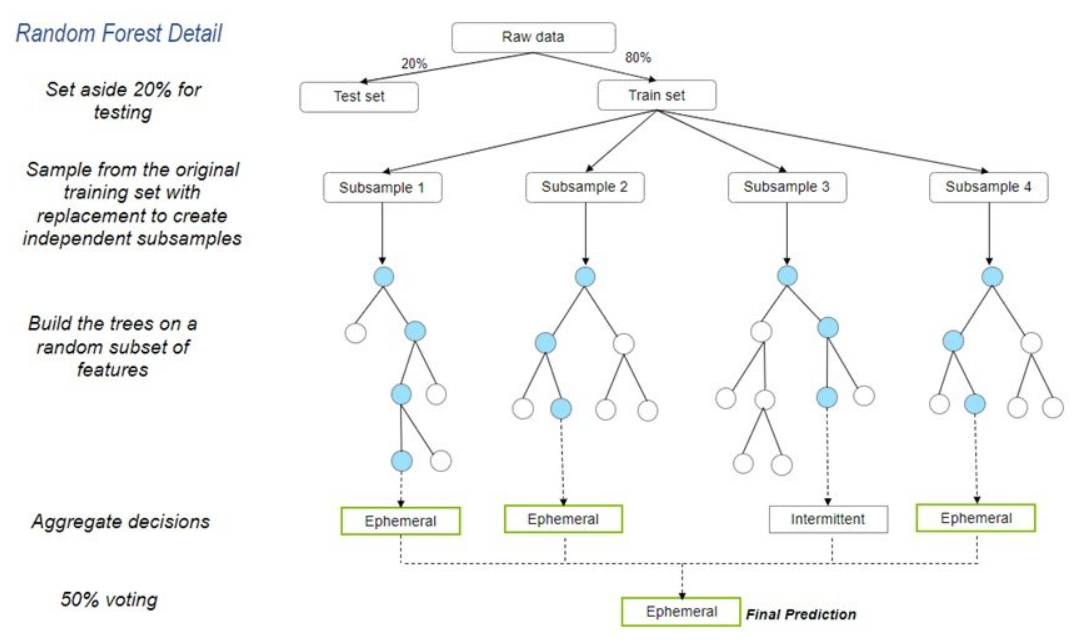 Random Forest Detail
Raw data
20%
80%
Set aside 20% for
testing
Test set
Train set
Sample from the original
training set with
replacement to create
independent subsamples
Subsample 1
Subsample 2
Subsample 3
Subsample 4
Build the trees on a
random subset of
features
Aggregate decisions
Ephemeral
Ephemeral
Intermittent
Ephemeral
50% voting
Ephemeral
Final Prediction